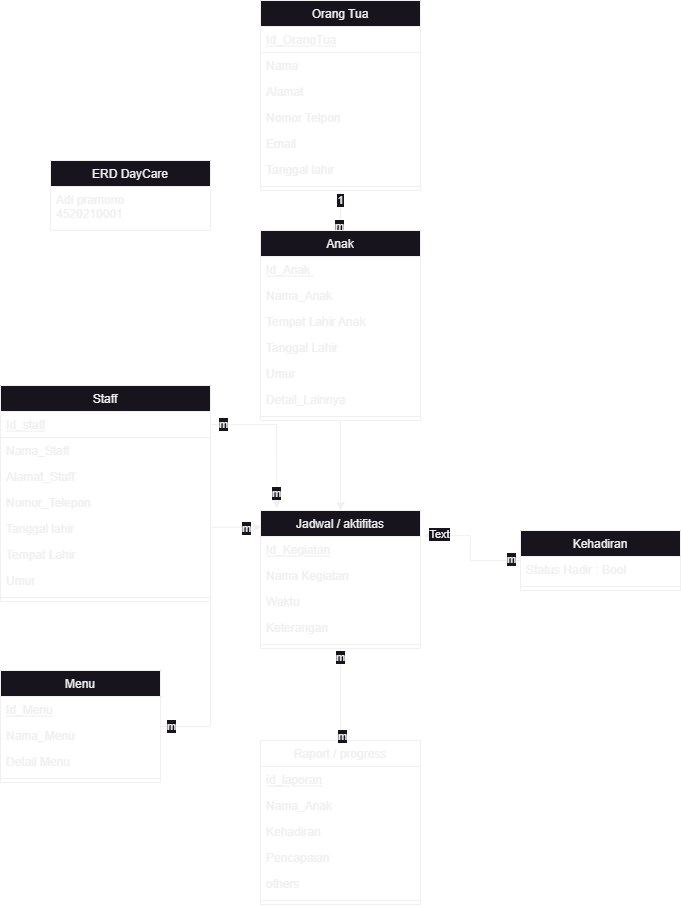 Orang Tua
Id_OrangTua
Nama
Alamat
Nomor Telpon
Email
Tanggal lahir
1
m
ERD DayCare
Adi pramono
4520210001
Anak
Id_Anak
Nama_Anak
Tempat Lahir Anak
Tanggal Lahir
Umur
Detail_Lainnya
Staff
Id_staff
Nama_Staff
Alamat_Staff
Nomor_Telepon
Tanggal lahir
Tempat Lahir
Umur
m
m
m
Jadwal / aktifitas
Id_Kegiatan
Nama Kegiatan
Waktu
Keterangan
Text
m
Kehadiran
Status Hadir : Bool
Menu
Id_Menu
Nama_Menu
Detail Menu
m
m
m
Raport / progress
id_laporan
Nama_Anak
Kehadiran
Pencapaian
others